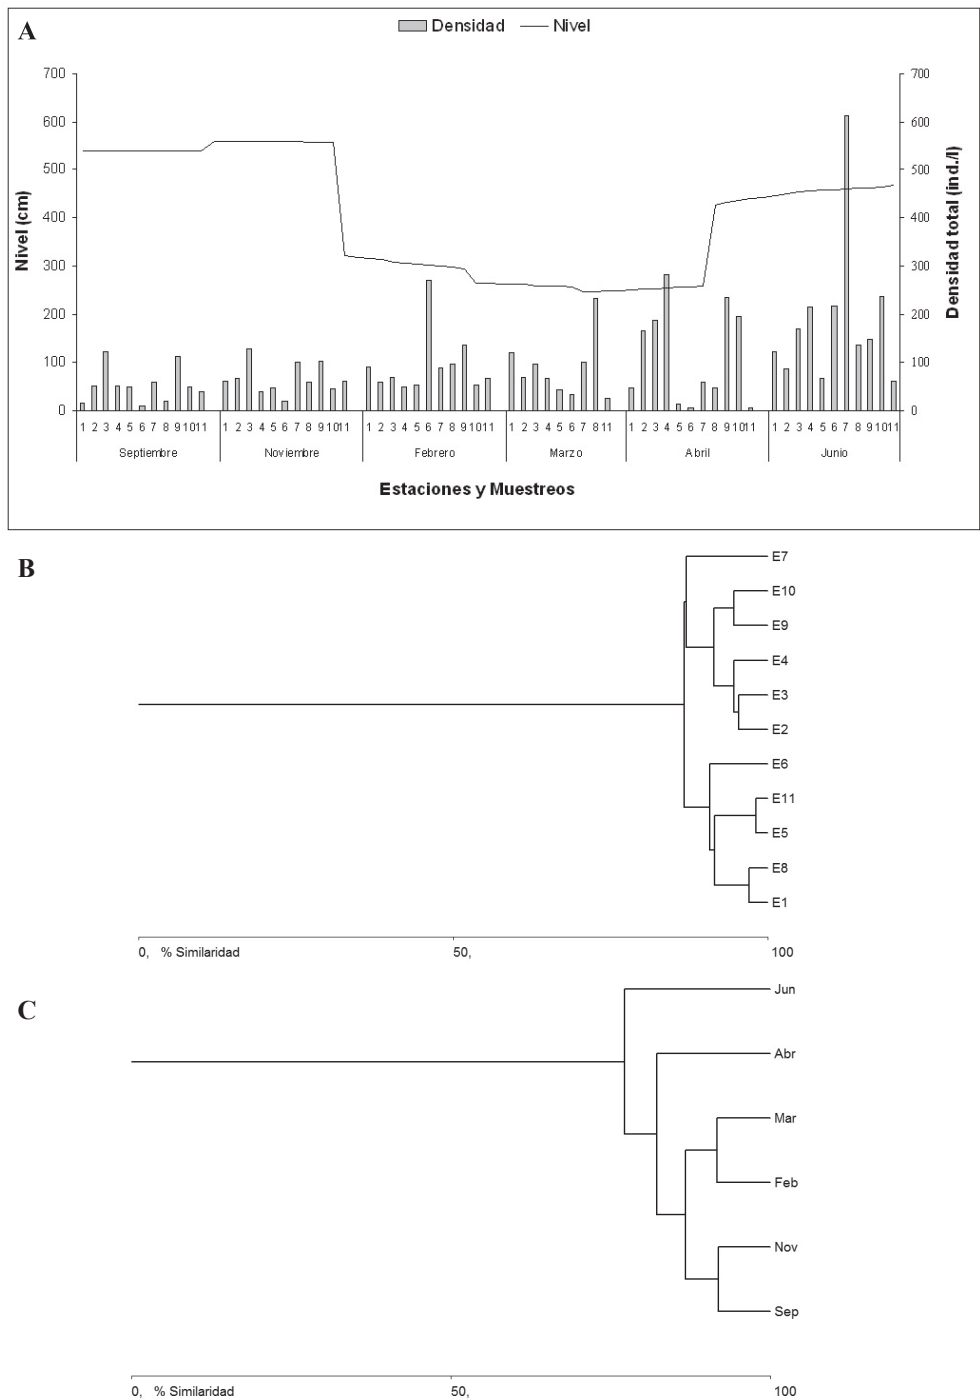 A
Densidad Nivel
700 700
600 600
500 500
400 400
300 300
200 200
100 100
0 0
Nivel (cm)
Densidad total (ind./l)
1 2 3 4 5 6 7 8 9 10 11 1 2 3 4 5 6 7 8 9 10 11 1 2 3 4 5 6 7 8 9 10 11 1 2 3 4 5 6 7 8 11 1 2 3 4 5 6 7 8 9 10 11 1 2 3 4 5 6 7 8 9 10 11
Septiembre Noviembre Febrero Marzo Abril Junio
Estaciones y Muestreos
B
E7
E10
E9
E4
E3
E2
E6
E11
E5
E8
E1
0, % Similaridad 50, 100
C
Jun
Abr
Mar
Feb
Nov
Sep
0, % Similaridad 50, 100